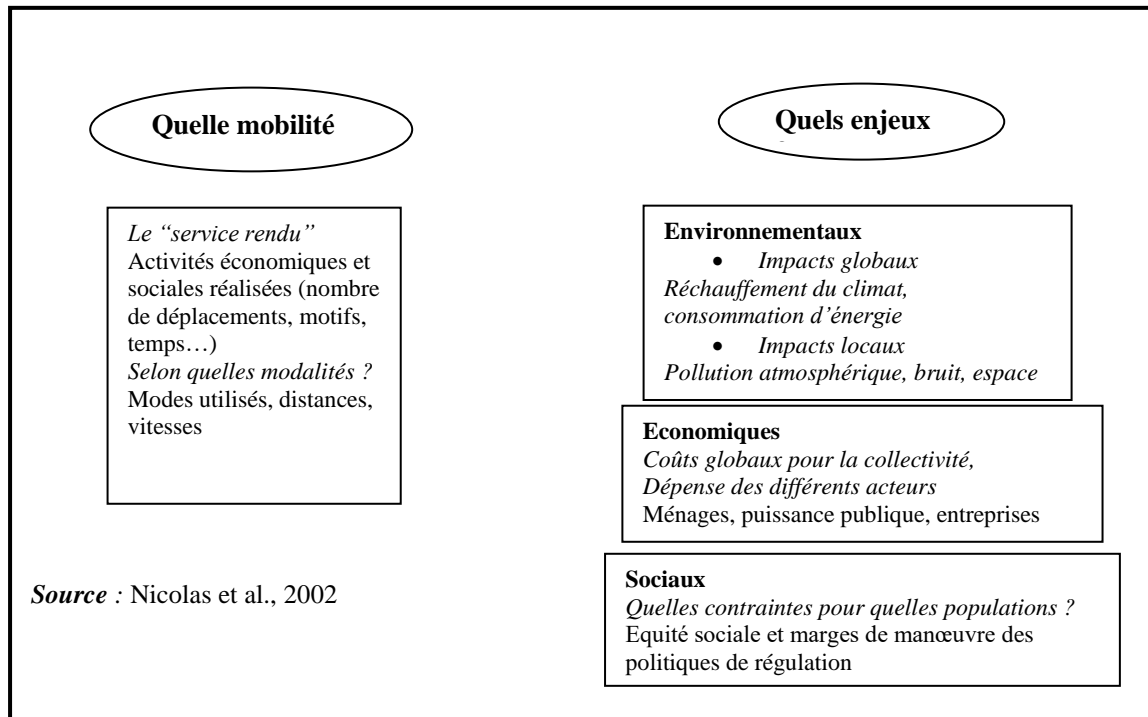 Quelle mobilité
Le “service rendu”
Activités économiques et
sociales réalisées (nombre
de déplacements, motifs,
temps…)
Selon quelles modalités ?
Modes utilisés, distances,
vitesses
Source : Nicolas et al., 2002
Quels enjeux
Environnementaux
• Impacts globaux
Réchauffement du climat,
consommation d’énergie
• Impacts locaux
Pollution atmosphérique, bruit, espace
Economiques
Coûts globaux pour la collectivité,
Dépense des différents acteurs
Ménages, puissance publique, entreprises
Sociaux
Quelles contraintes pour quelles populations ?
Equité sociale et marges de manœuvre des
politiques de régulation